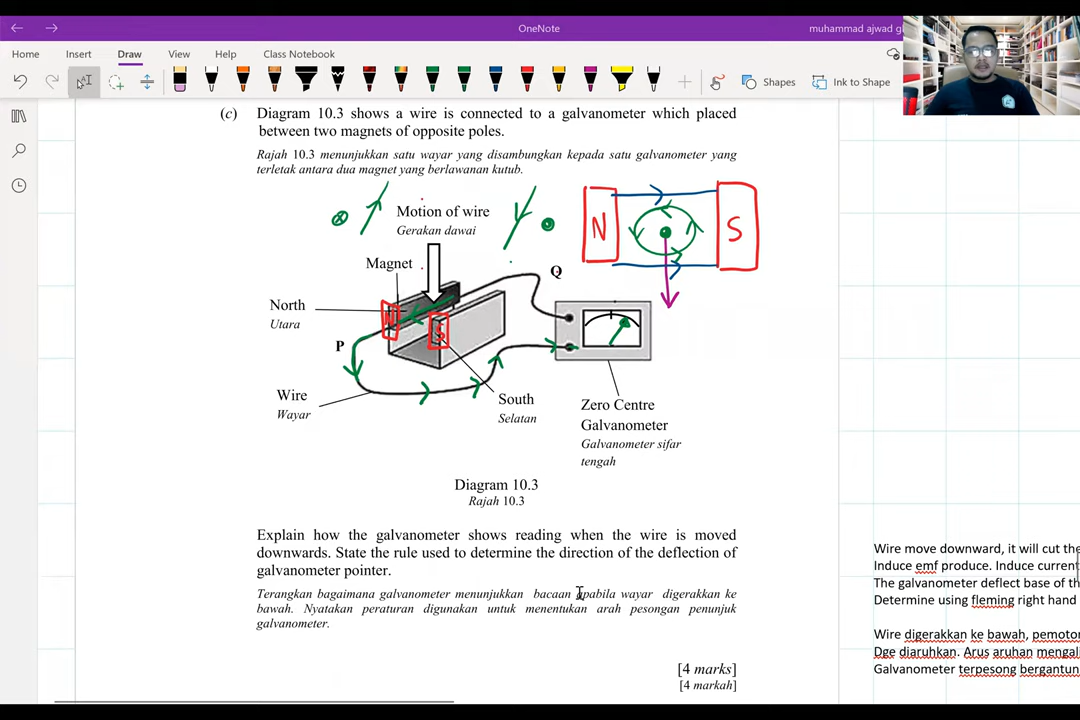 OneNote
muhammad ajwad
Home Insert Draw View Help Class Notebook
Shapes
Ink to Shape
(c) Diagram 10.3 shows a wire is connected to a galvanometer which placed
between two magnets of opposite poles.
Rajah 10.3 menunjukkan satu wayar yang disambungkan kepada satu galvanometer yang
terletak antara dua magnet yang berlawanan kutub.
Motion of wire
Gerakan dawai
N
S
Magnet
Q
North
Utara
N
S
P
Wire
Wayar
South
Selatan
Zero Centre
Galvanometer
Galvanometer sifar
tengah
Diagram 10.3
Rajah 10.3
Explain how the galvanometer shows reading when the wire is moved
downwards. State the rule used to determine the direction of the deflection of
galvanometer pointer.
Terangkan bagaimana galvanometer menunjukkan bacaan apabila wayar digerakkan ke
bawah. Nyatakan peraturan digunakan untuk menentukan arah pesongan penunjuk
galvanometer.
[4 marks]
[4 markah]
Wire move downward, it will cut the
Induce emf produce. Induce current
The galvanometer deflect base of th
Determine using fleming right hand
Wire digerakkan ke bawah, pemotor
Dge diaruhkan. Arus aruhan mengali
Galvanometer terpesong bergantun